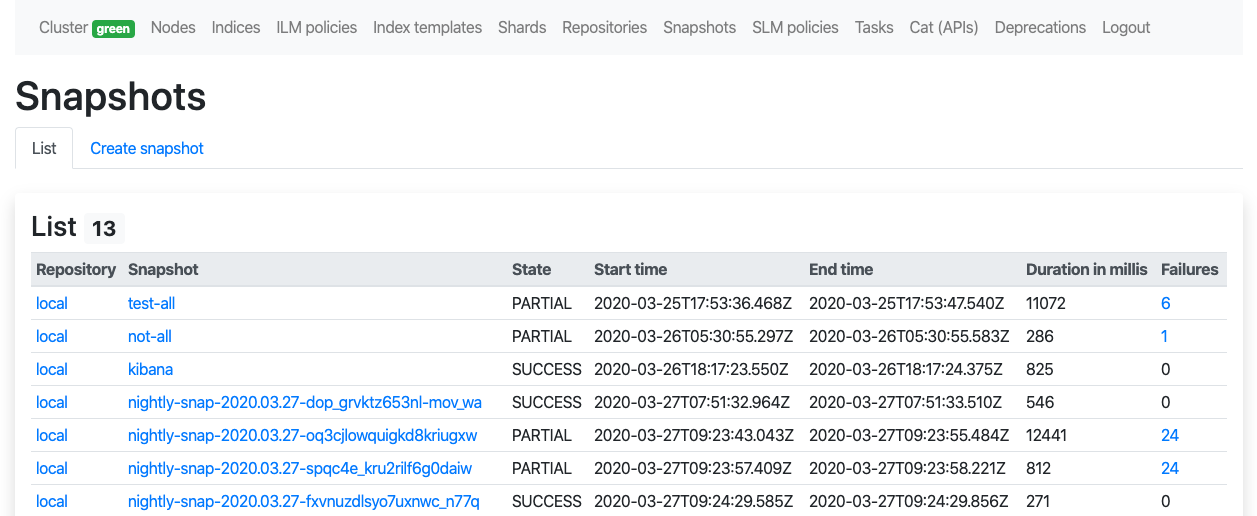 Cluster green Nodes Indices ILM policies Index templates Shards Repositories Snapshots SLM policies Tasks Cat (APIs) Deprecations Logout
Snapshots
List Create snapshot
List 13
Repository Snapshot State Start time End time Duration in millis Failures
local test-all PARTIAL 2020-03-25T17:53:36.468Z 2020-03-25T17:53:47.540Z 11072 6
local not-all PARTIAL 2020-03-26T05:30:55.297Z 2020-03-26T05:30:55.583Z 286 1
local kibana SUCCESS 2020-03-26T18:17:23.550Z 2020-03-26T18:17:24.375Z 825 0
local nightly-snap-2020.03.27-dop_grvktz653nl-mov_wa SUCCESS 2020-03-27T07:51:32.964Z 2020-03-27T07:51:33.510Z 546 0
local nightly-snap-2020.03.27-oq3cjlowquigkd8kriugxw PARTIAL 2020-03-27T09:23:43.043Z 2020-03-27T09:23:55.484Z 12441 24
local nightly-snap-2020.03.27-spqc4e_kru2rilf6g0daiw PARTIAL 2020-03-27T09:23:57.409Z 2020-03-27T09:23:58.221Z 812 24
local nightly-snap-2020.03.27-fxvnuzdlsyo7uxnwc_n77q SUCCESS 2020-03-27T09:24:29.585Z 2020-03-27T09:24:29.856Z 271 0